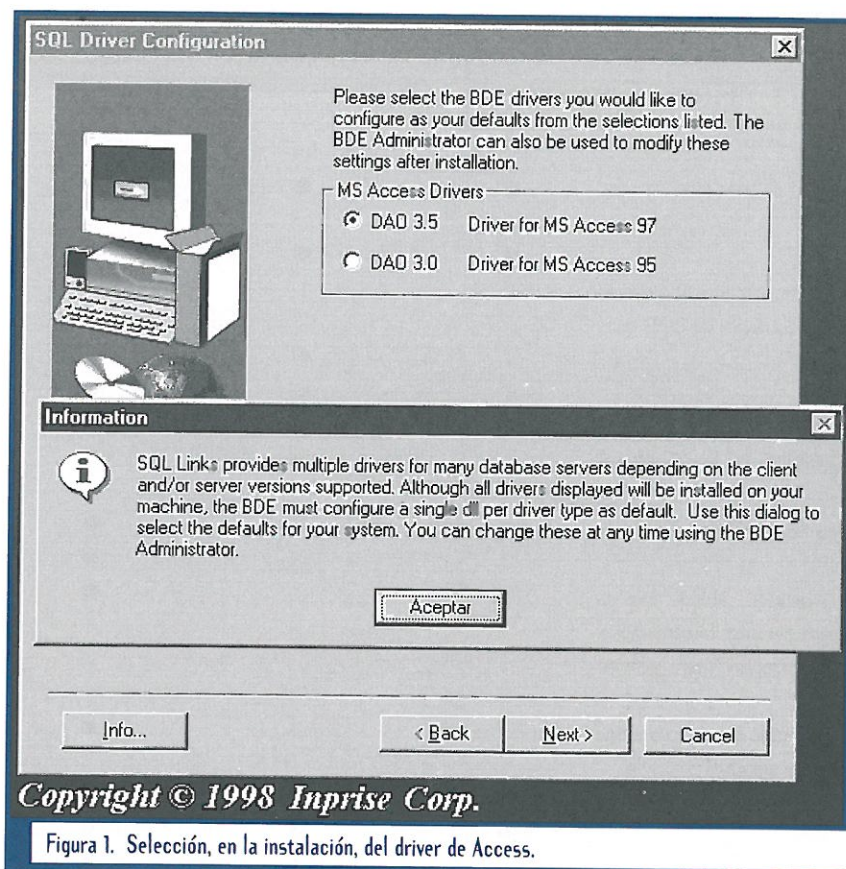 SQL Driver Configuration
Please select the BDE drivers you would like to
configure as your defaults from the selections listed. The
BDE Administrator can also be used to modify these
settings after installation.
MS Access Drivers
DAO 3.5 Driver for MS Access 97
DAO 3.0 Driver for MS Access 95
Information
SQL Links provides multiple drivers for many database servers depending on the client
and/or server versions supported. Although all drivers displayed will be installed on your
machine, the BDE must configure a single dll per driver type as default. Use this dialog to
select the defaults for your system. You can change these at any time using the BDE
Administrator.
Aceptar
Info...
< Back
Next >
Cancel
Copyright © 1998 Inprise Corp.
Figura 1. Selección, en la instalación, del driver de Access.